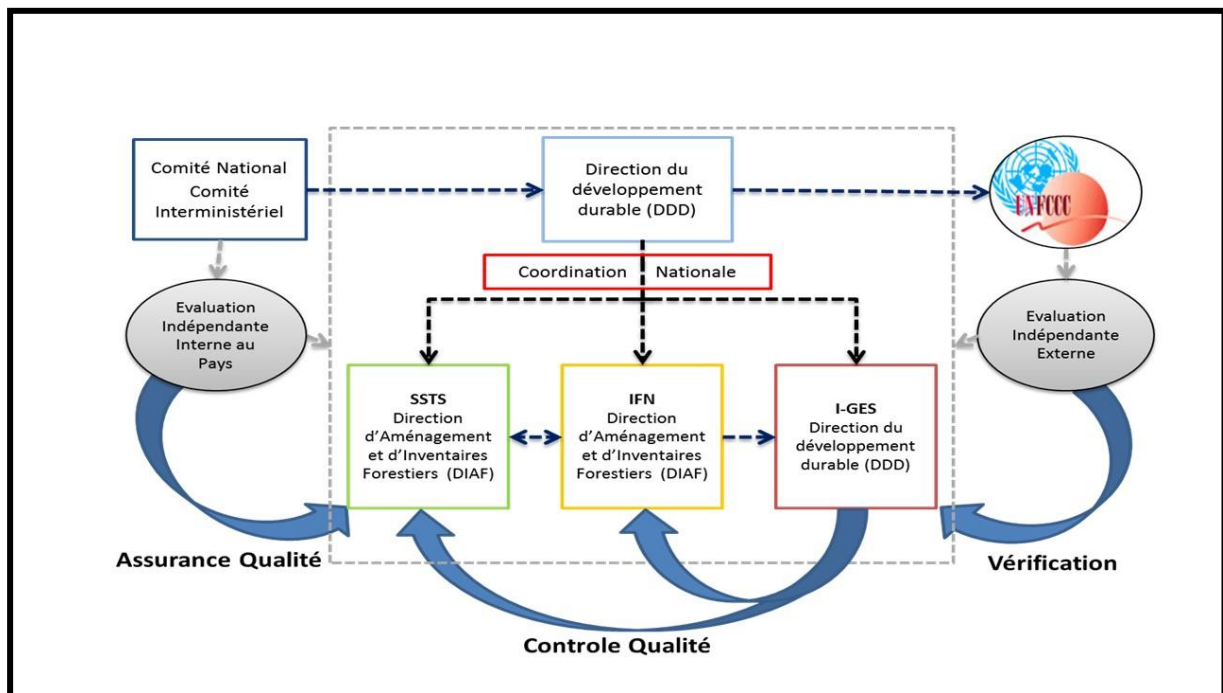 Comité National
Comité
Interministériel
Direction du
développement
durable (DDD)
UNFCCC
Coordination Nationale
Evaluation
Indépendante
Interne au
Pays
Evaluation
Indépendante
Externe
SSTS
Direction
d’Aménagement
et d’Inventaires
Forestiers (DIAF)
IFN
Direction
d’Aménagement
et d’Inventaires
Forestiers (DIAF)
I-GES
Direction du
développement
durable (DDD)
Assurance Qualité
Vérification
Controle Qualité